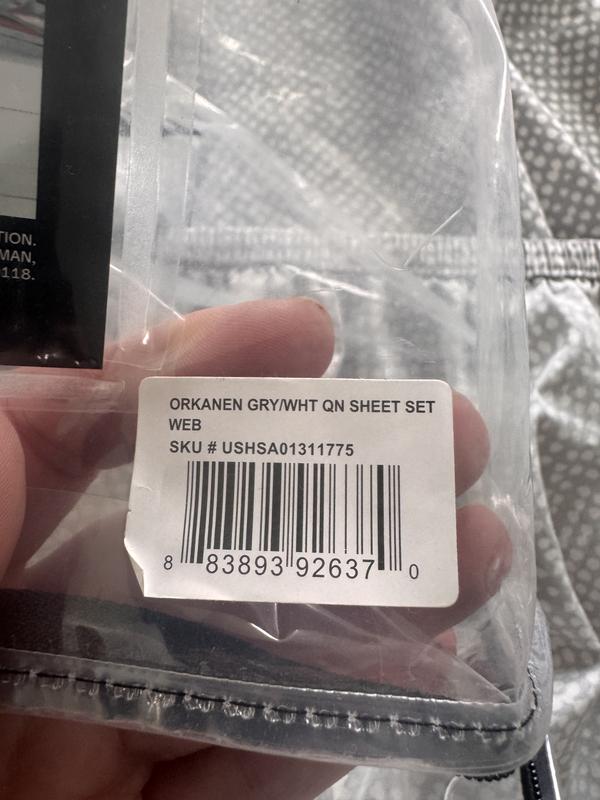 TION.
MAN,
118.
ORKANEN GRY/WHT QN SHEET SET
WEB
SKU # USHSA01311775
8 83893 92637 0